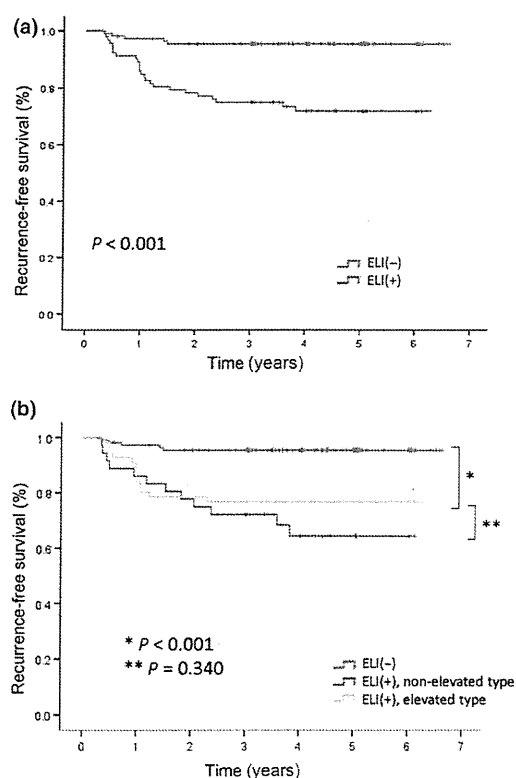 (a)
Recurrence-free survival (%)
1.0
0.8
0.6
0.4
0.2
0.0
P < 0.001
ELI(−)
ELI(+)
0 1 2 3 4 5 6 7
Time (years)
(b)
Recurrence-free survival (%)
1.0
0.8
0.6
0.4
0.2
0.0
*
**
* P < 0.001
** P = 0.340
ELI(−)
ELI(+), non-elevated type
ELI(+), elevated type
0 1 2 3 4 5 6 7
Time (years)